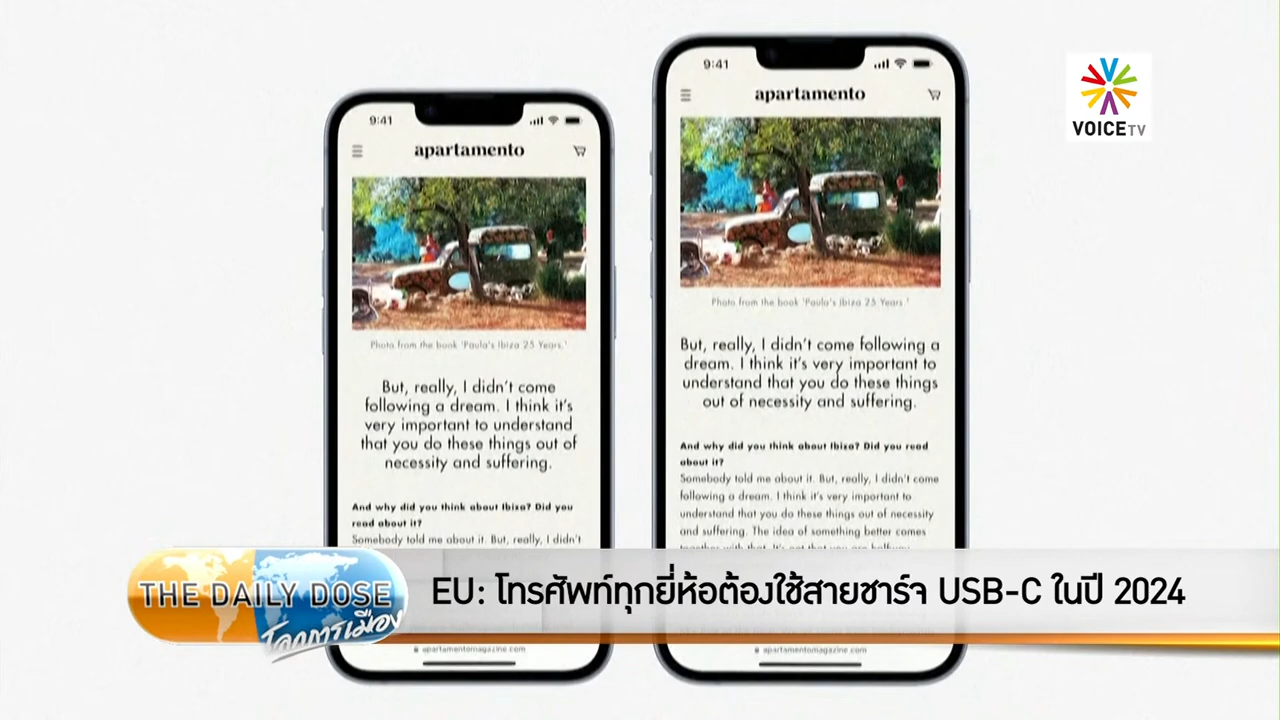 9:41
apartamento
Photo from the book 'Paula's Ibiza 25 Years.'
But, really, I didn't come
following a dream. I think it's
very important to understand
that you do these things out of
necessity and suffering.
And why did you think about Ibiza? Did you
read about it?
Somebody told me about it. But, really, I didn't
apartamentomagazine.com
9:41
apartamento
Photo from the book 'Paula's Ibiza 25 Years.'
But, really, I didn't come following a
dream. I think it's very important to
understand that you do these things
out of necessity and suffering.
And why did you think about Ibiza? Did you read
about it?
Somebody told me about it. But, really, I didn't come
following a dream. I think it's very important to
understand that you do these things out of necessity
and suffering. The idea of something better comes
together with that. It's not that you are halfway
apartamentomagazine.com
VOICE TV
THE DAILY DOSE
โลกการเมือง
EU: โทรศัพท์ทุกยี่ห้อต้องใช้สายชาร์จ USB-C ในปี 2024